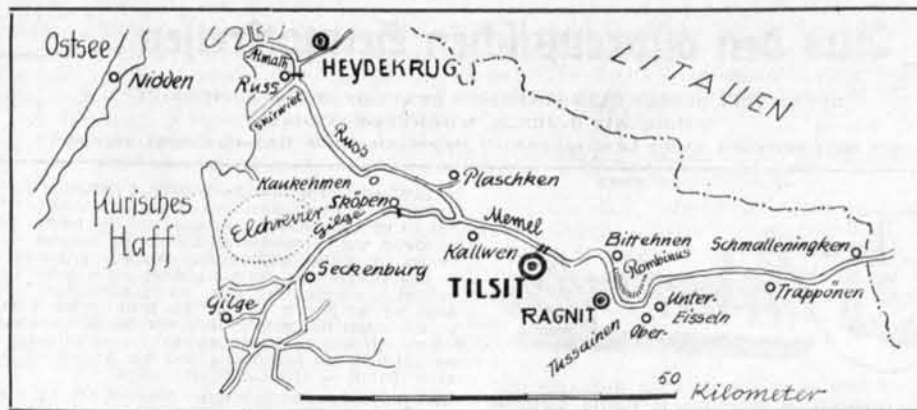 Ostsee
Nidden
Atmath
Russ
HEYDEKRUG
LITAUEN
Skirwiet
Russ
Plaschken
Kaukehmen
Sköpen
Kurisches
Haff
Elchrevier
Gilge
Memel
Kallwen
Bittehnen
Rombinus
Schmalleningken
Seckenburg
TILSIT
Trappönen
Gilge
RAGNIT
Unter-
Eisseln
Ober-
Tussainen
50
Kilometer